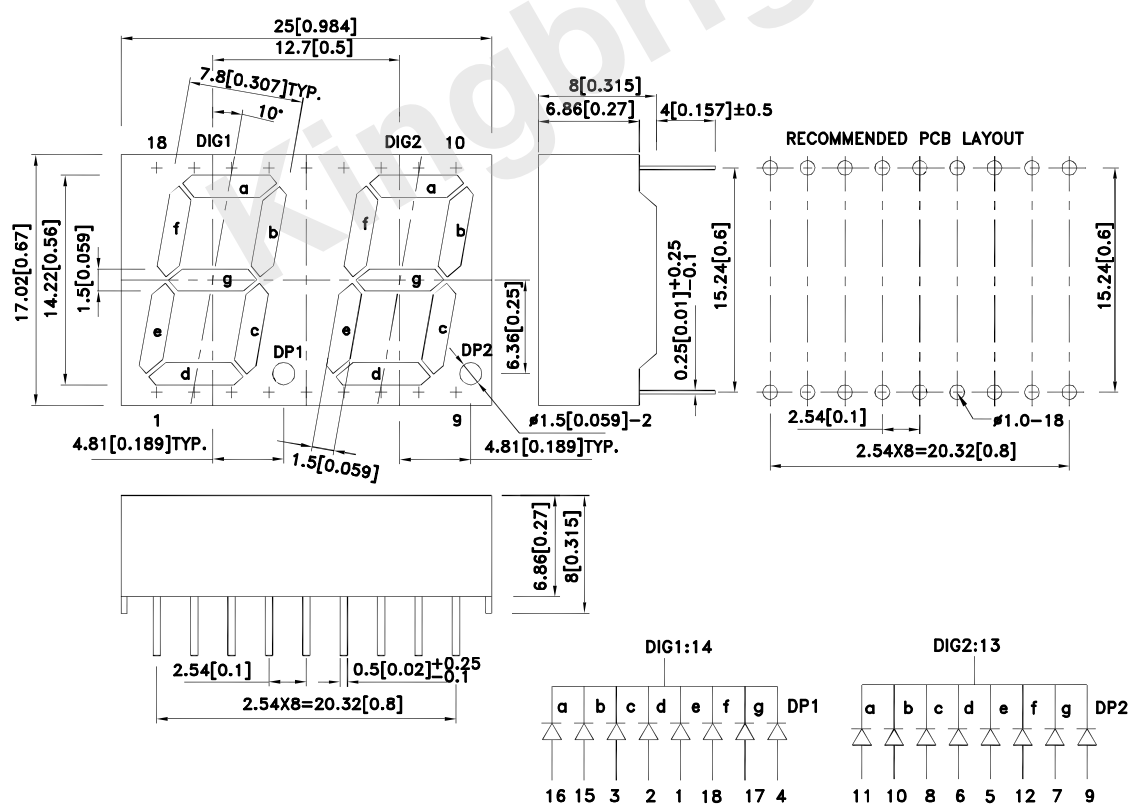 Kingbrig
25[0.984]
12.7[0.5]
7.8[0.307]TYP.
10°
18 DIG1 DIG2 10
a
b
f
g
e
c
d
DP1
a
b
f
g
e
c
d
DP2
1 9
17.02[0.67]
14.22[0.56]
1.5[0.059]
6.36[0.25]
4.81[0.189]TYP.
1.5[0.059]
ø1.5[0.059]-2
4.81[0.189]TYP.
8[0.315]
6.86[0.27]
4[0.157]±0.5
0.25[0.01]+0.25
-0.1
15.24[0.6]
RECOMMENDED PCB LAYOUT
15.24[0.6]
2.54[0.1]
ø1.0-18
2.54X8=20.32[0.8]
6.86[0.27]
8[0.315]
2.54[0.1]
0.5[0.02]+0.25
-0.1
2.54X8=20.32[0.8]
DIG1:14
a b c d e f g DP1
16 15 3 2 1 18 17 4
DIG2:13
a b c d e f g DP2
11 10 8 6 5 12 7 9